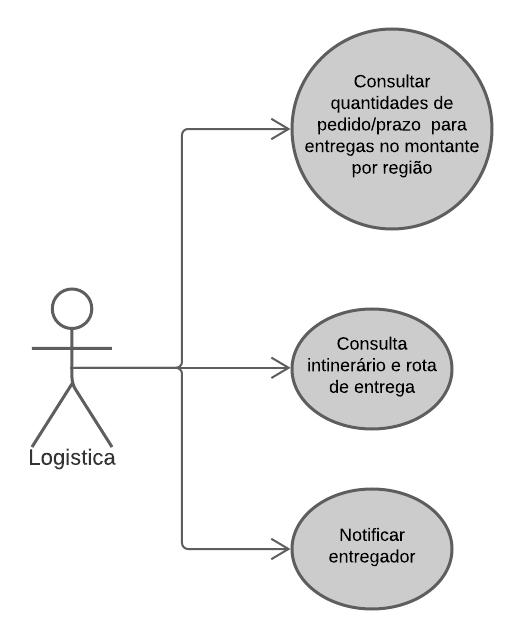 Consultar
quantidades de
pedido/prazo para
entregas no montante
por região
Consulta
intinerário e rota
de entrega
Logistica
Notificar
entregador